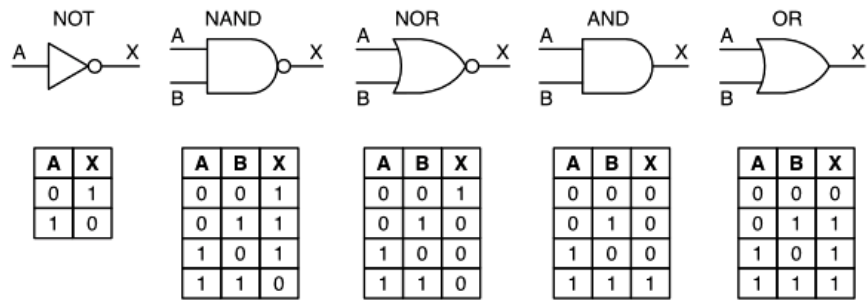 NOT NAND NOR AND OR
A X A X A X A X A X
B B B B
A X A B X A B X A B X A B X
0 1 0 0 1 0 0 1 0 0 0 0 0 0
1 0 0 1 1 0 1 0 0 1 0 0 1 1
1 0 1 1 0 0 1 0 0 1 0 1
1 1 0 1 1 0 1 1 1 1 1 1